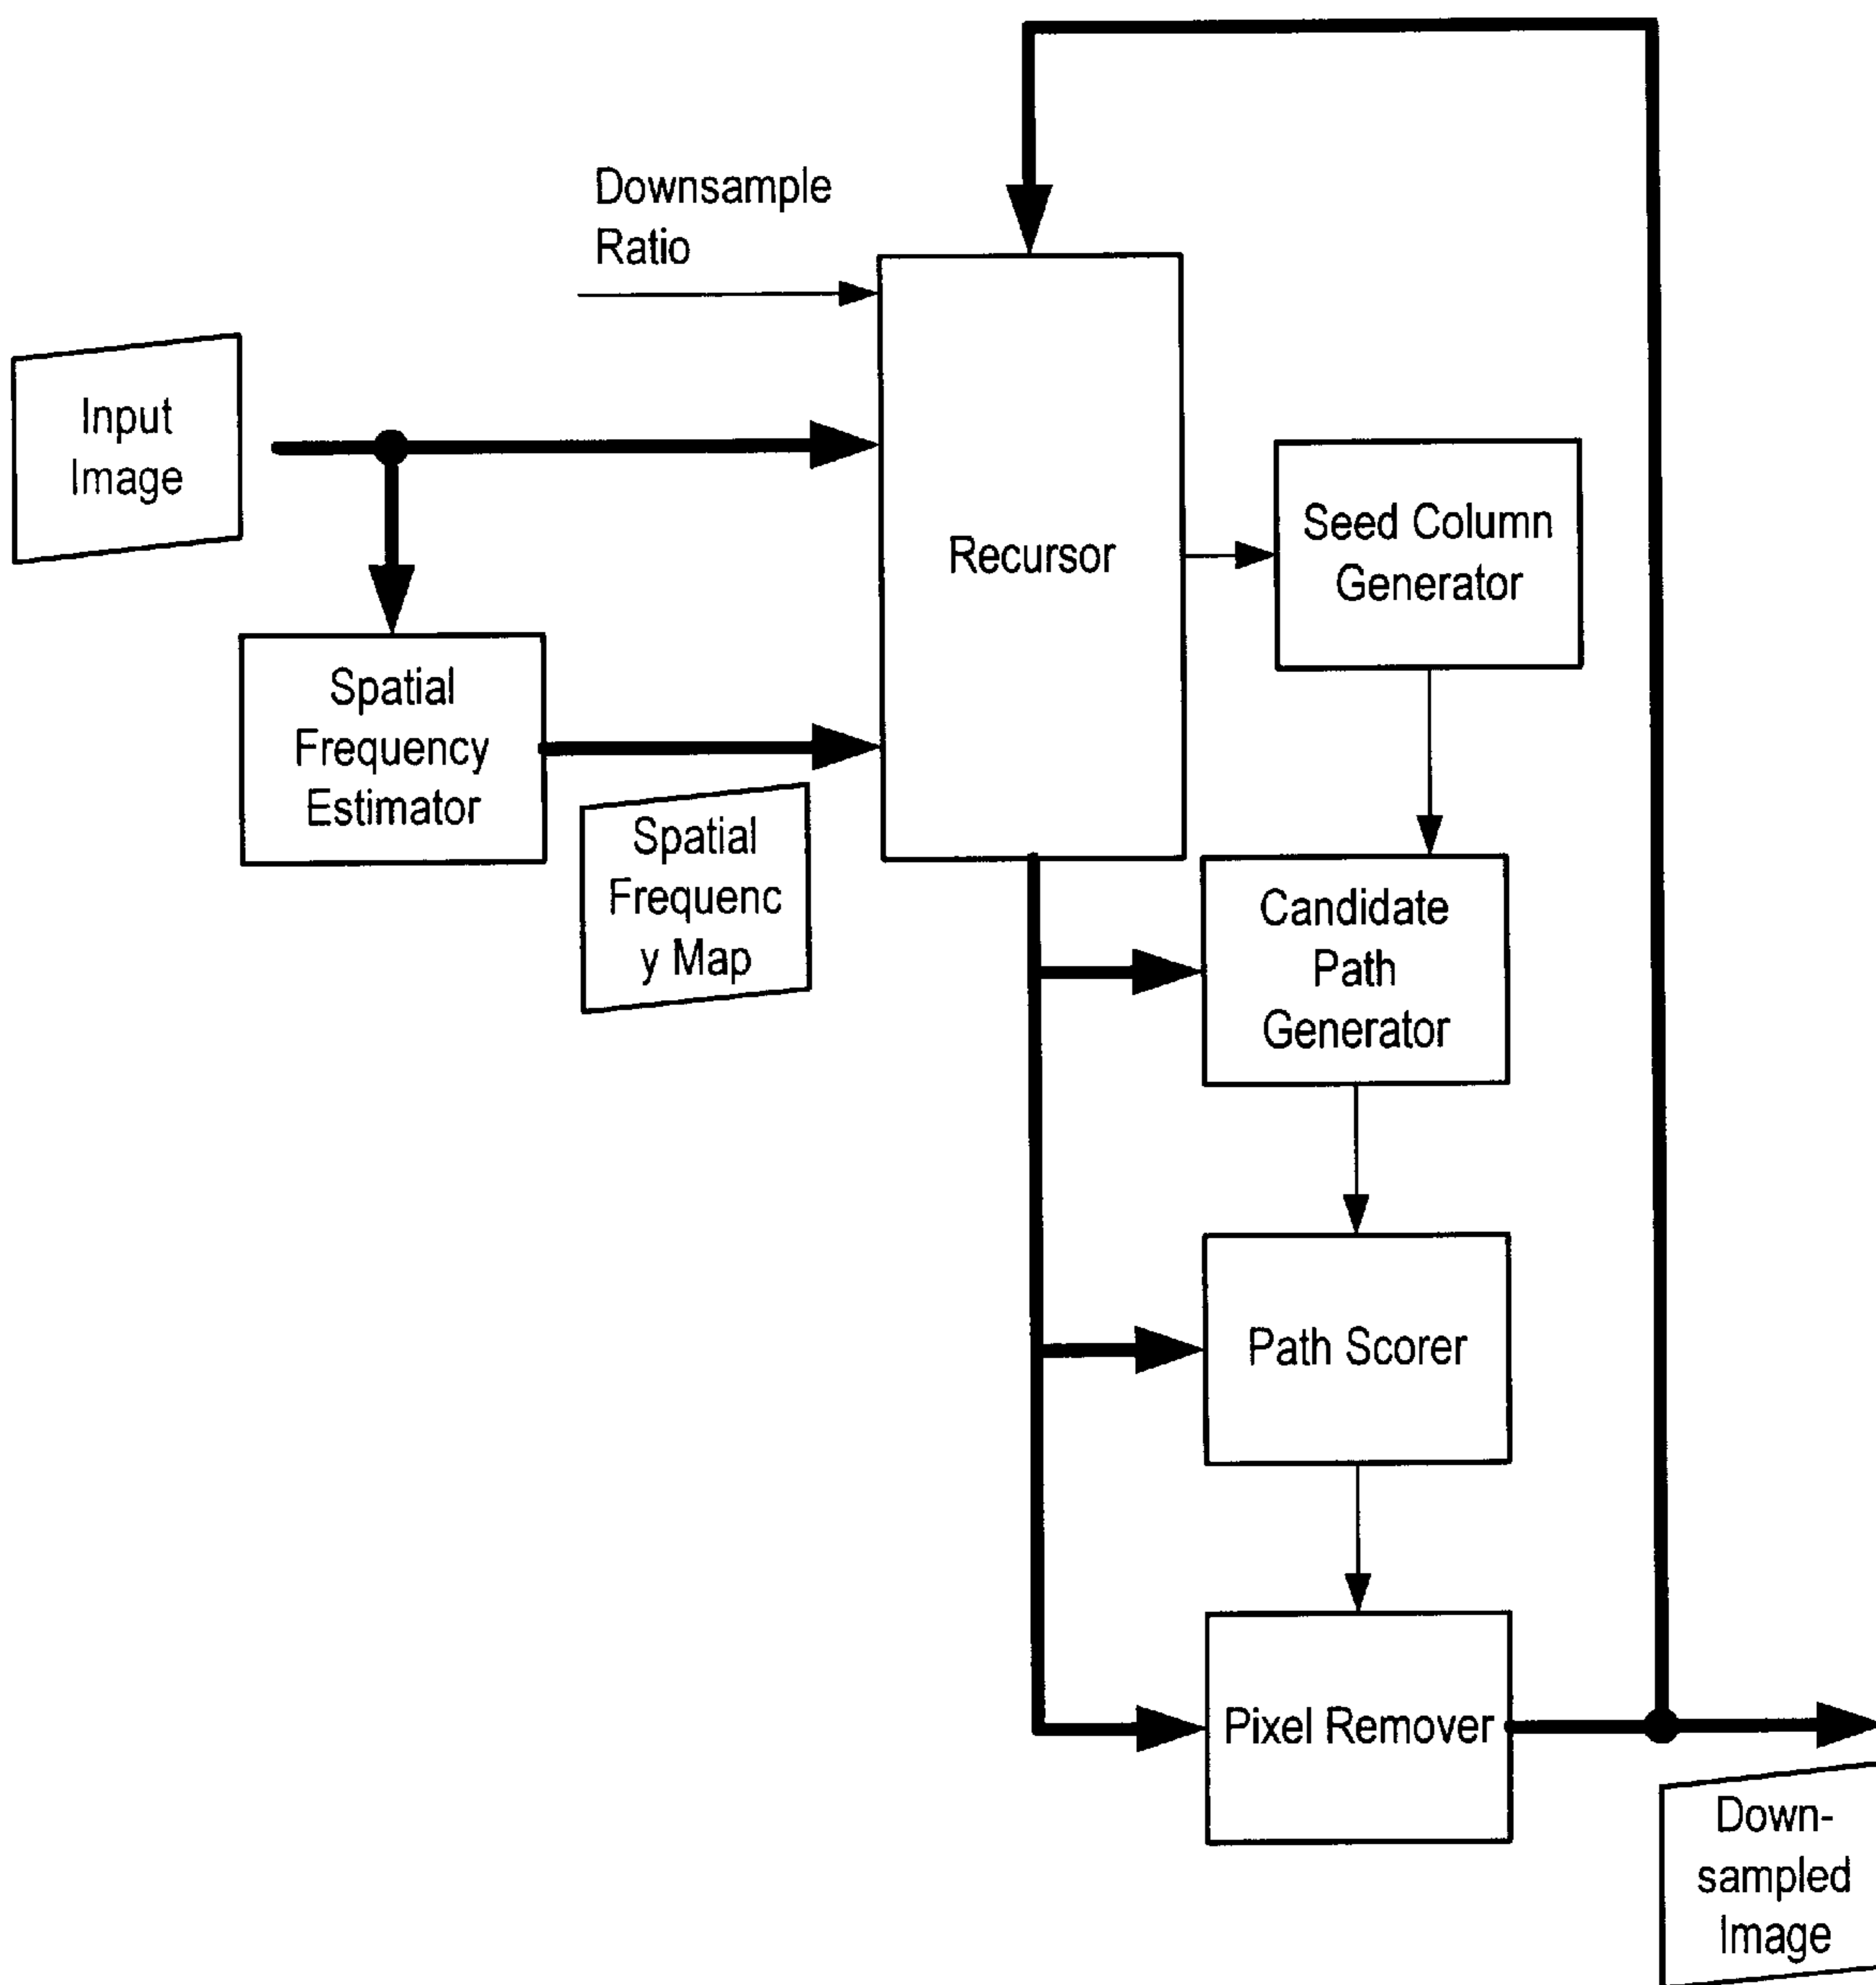 Downsample
Ratio
Input
Image
Recursor
Seed Column
Generator
Spatial
Frequency
Estimator
Spatial
Frequenc
y Map
Candidate
Path
Generator
Path Scorer
Pixel Remover
Down-
sampled
Image